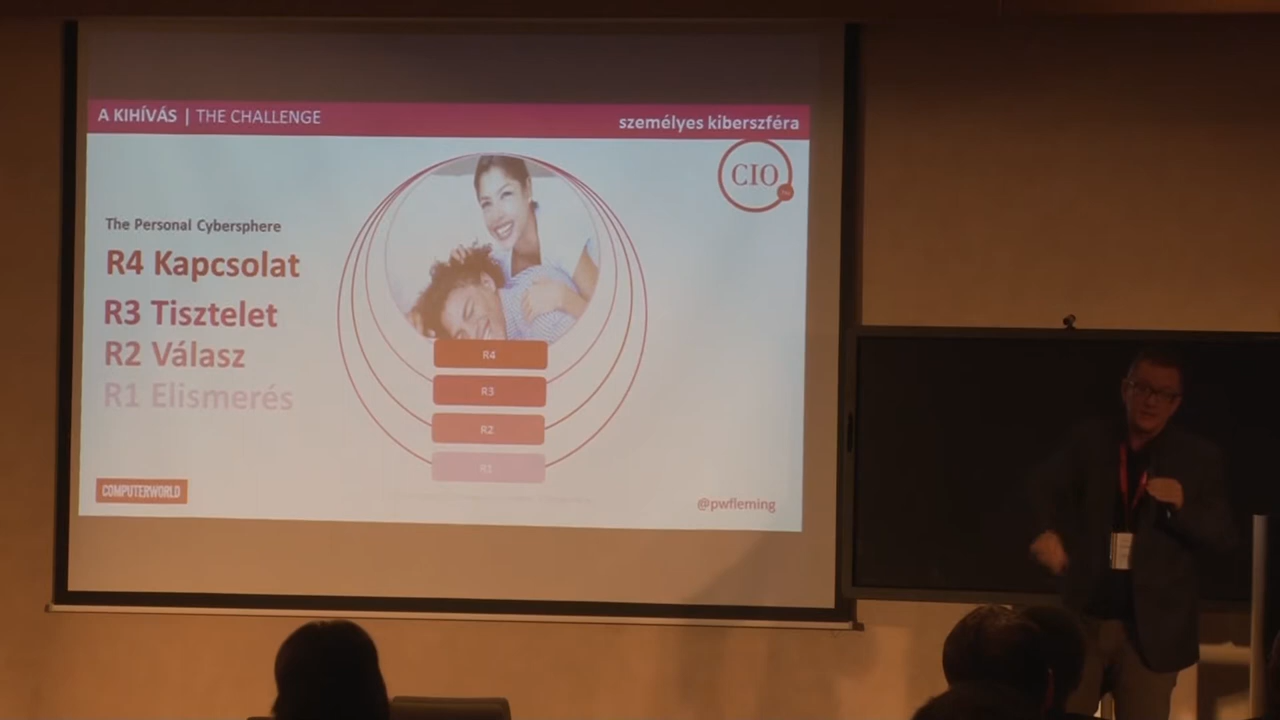 A KIHÍVÁS | THE CHALLENGE
személyes kiberszféra
CIO
The Personal Cybersphere
R4 Kapcsolat
R3 Tisztelet
R2 Válasz
R1 Elismerés
R4
R3
R2
R1
COMPUTERWORLD
@pwfleming